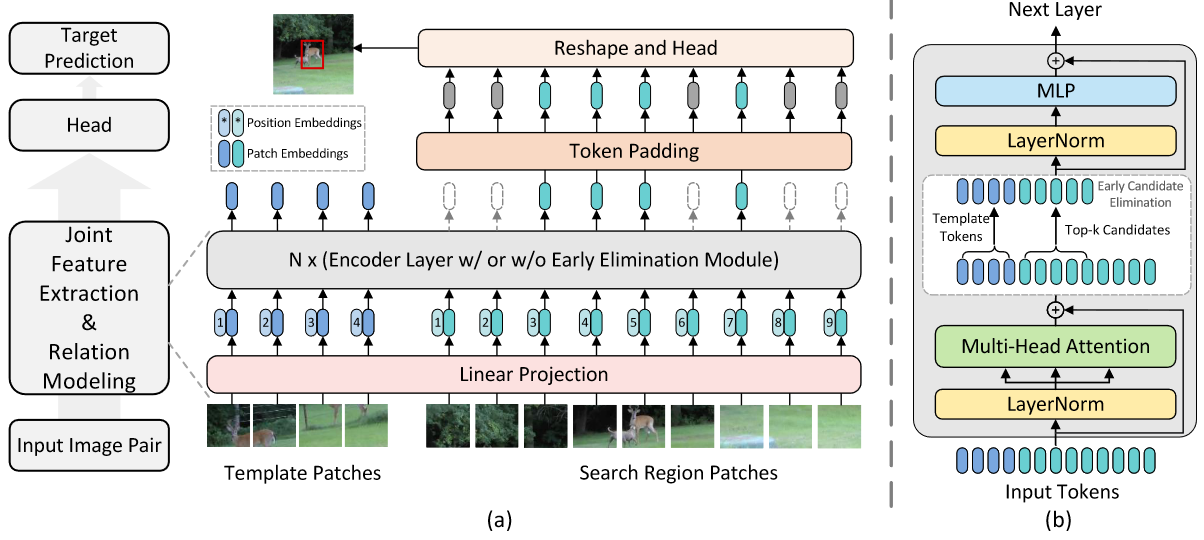 Target
Prediction
Head
Joint
Feature
Extraction
&
Relation
Modeling
Input Image Pair
Reshape and Head
* * Position Embeddings
Patch Embeddings
Token Padding
N x (Encoder Layer w/ or w/o Early Elimination Module)
1 2 3 4 1 2 3 4 5 6 7 8 9
Linear Projection
Template Patches
Search Region Patches
(a)
Next Layer
+
MLP
LayerNorm
Early Candidate
Elimination
Template
Tokens
Top-k Candidates
+
Multi-Head Attention
LayerNorm
Input Tokens
(b)